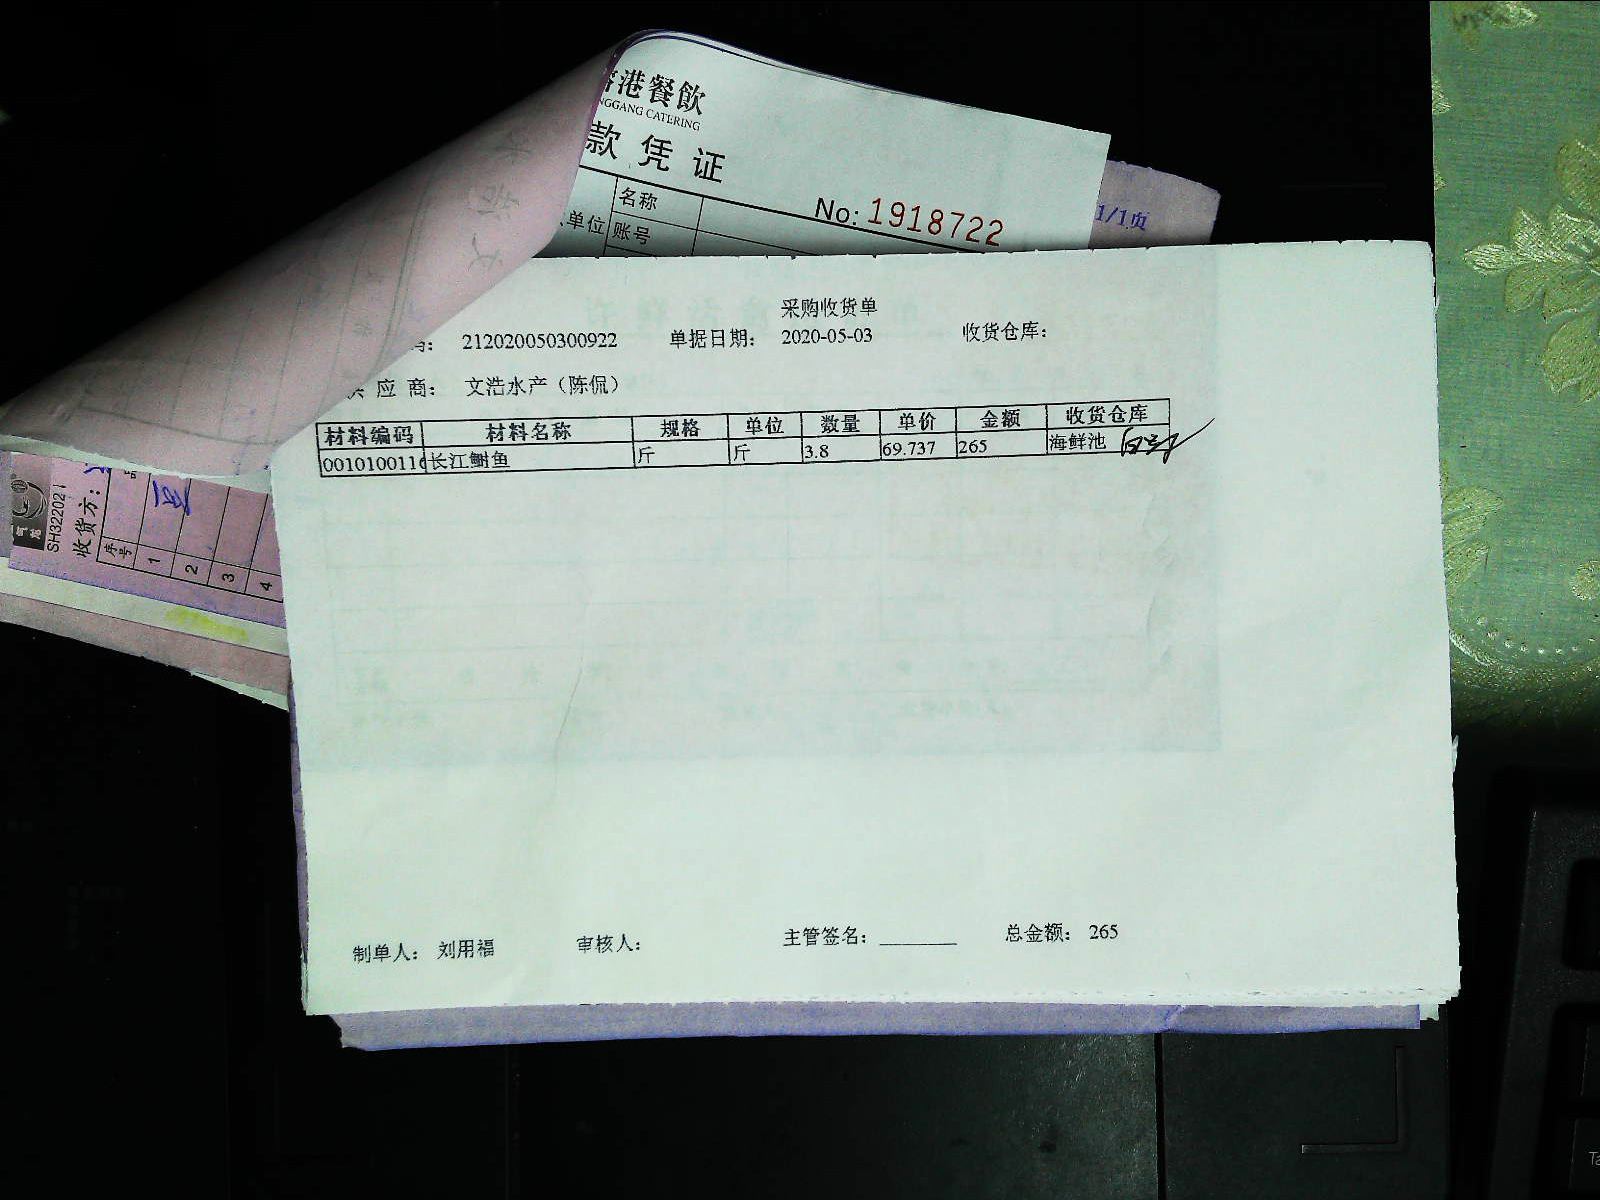 港餐飲
NGGANG CATERING
款凭证
No: 1918722
名称
单位
账号
1/1页
采购收货单
212020050300922 单据日期： 2020-05-03 收货仓库：
应 商： 文浩水产（陈侃）
材料编码 材料名称 规格 单位 数量 单价 金额 收货仓库
0010100116 长江鮰鱼 斤 斤 3.8 69.737 265 海鲜池
SH322021
收货方：
序号
1
2
3
4
制单人： 刘用福 审核人： 主管签名： 总金额： 265